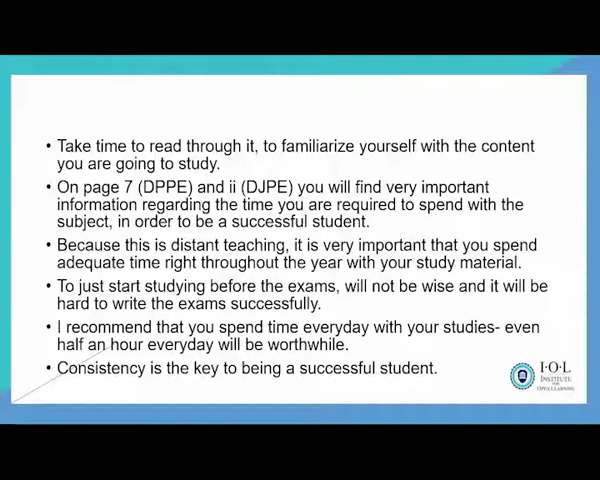 • Take time to read through it, to familiarize yourself with the content
you are going to study.
• On page 7 (DPPE) and ii (DJPE) you will find very important
information regarding the time you are required to spend with the
subject, in order to be a successful student.
• Because this is distant teaching, it is very important that you spend
adequate time right throughout the year with your study material.
• To just start studying before the exams, will not be wise and it will be
hard to write the exams successfully.
• I recommend that you spend time everyday with your studies- even
half an hour everyday will be worthwhile.
• Consistency is the key to being a successful student.
I·O·L
INSTITUTE
FOR
OPEN LEARNING